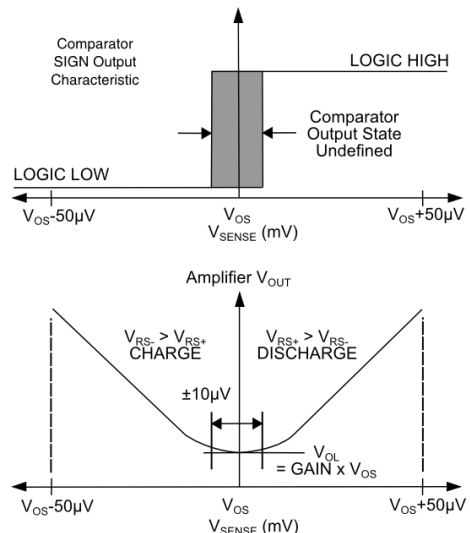 Comparator
SIGN Output
Characteristic
LOGIC HIGH
Comparator
Output State
Undefined
LOGIC LOW
VOS-50µV
VOS
VOS+50µV
VSENSE (mV)
Amplifier VOUT
VRS- > VRS+
CHARGE
VRS+ > VRS-
DISCHARGE
±10µV
VOL
= GAIN x VOS
VOS-50µV
VOS
VOS+50µV
VSENSE (mV)